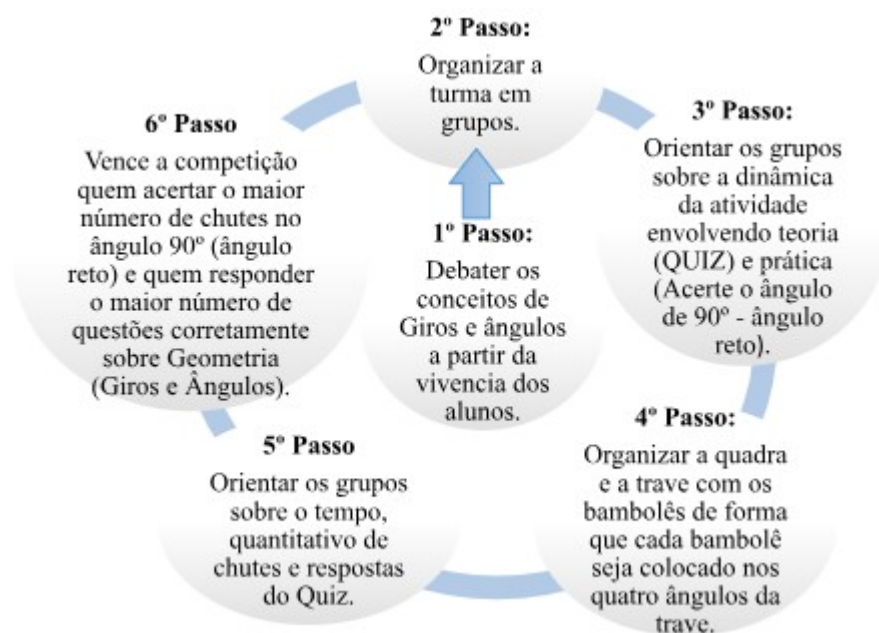 1º Passo:
Debater os
conceitos de
Giros e ângulos
a partir da
vivencia dos
alunos.
2º Passo:
Organizar a
turma em
grupos.
3º Passo:
Orientar os grupos
sobre a dinâmica
da atividade
envolvendo teoria
(QUIZ) e prática
(Acerte o ângulo
de 90º - ângulo
reto).
4º Passo:
Organizar a quadra
e a trave com os
bambolês de forma
que cada bambolê
seja colocado nos
quatro ângulos da
trave.
5º Passo
Orientar os grupos
sobre o tempo,
quantitativo de
chutes e respostas
do Quiz.
6º Passo
Vence a competição
quem acertar o maior
número de chutes no
ângulo 90º (ângulo
reto) e quem responder
o maior número de
questões corretamente
sobre Geometria
(Giros e Ângulos).